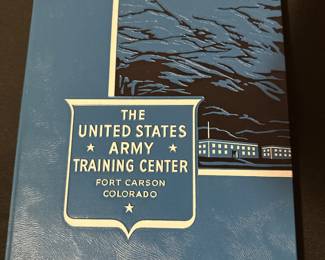 THE
UNITED STATES
ARMY
TRAINING CENTER
FORT CARSON
COLORADO